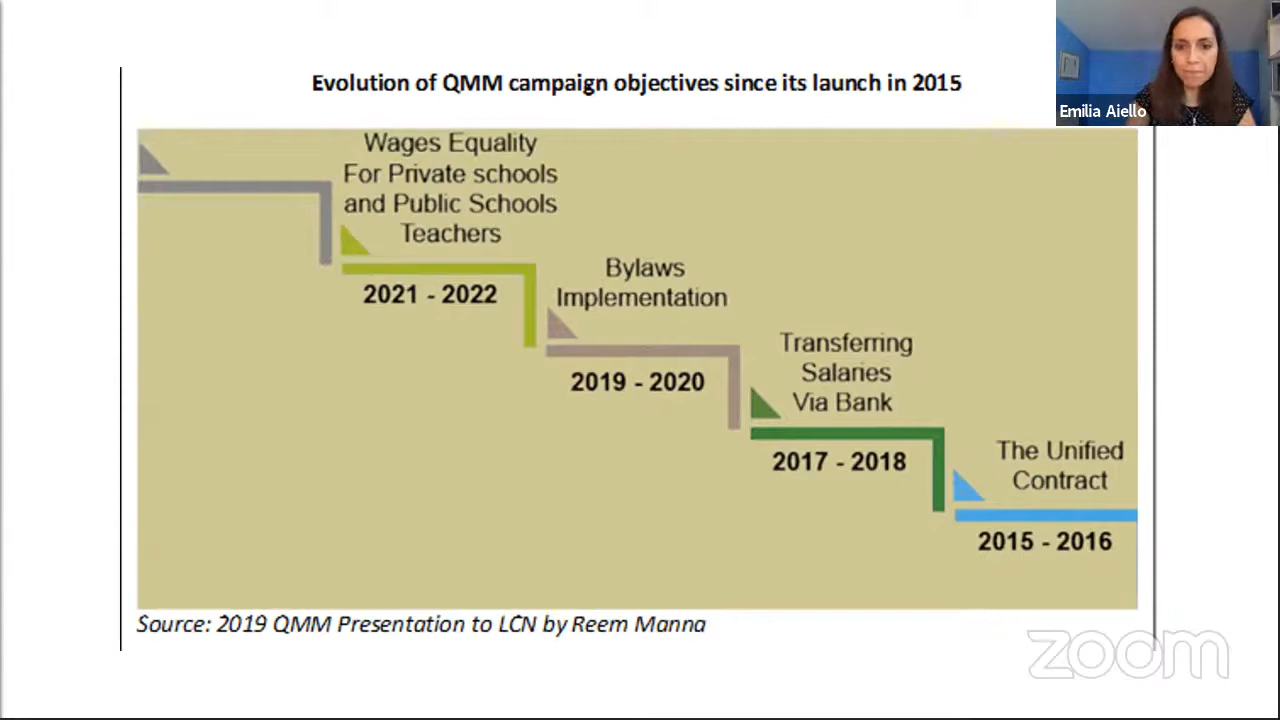 Evolution of QMM campaign objectives since its launch in 2015
Emilia Aiello
Wages Equality
For Private schools
and Public Schools
Teachers
2021 - 2022
Bylaws
Implementation
2019 - 2020
Transferring
Salaries
Via Bank
2017 - 2018
The Unified
Contract
2015 - 2016
Source: 2019 QMM Presentation to LCN by Reem Manna
zoom